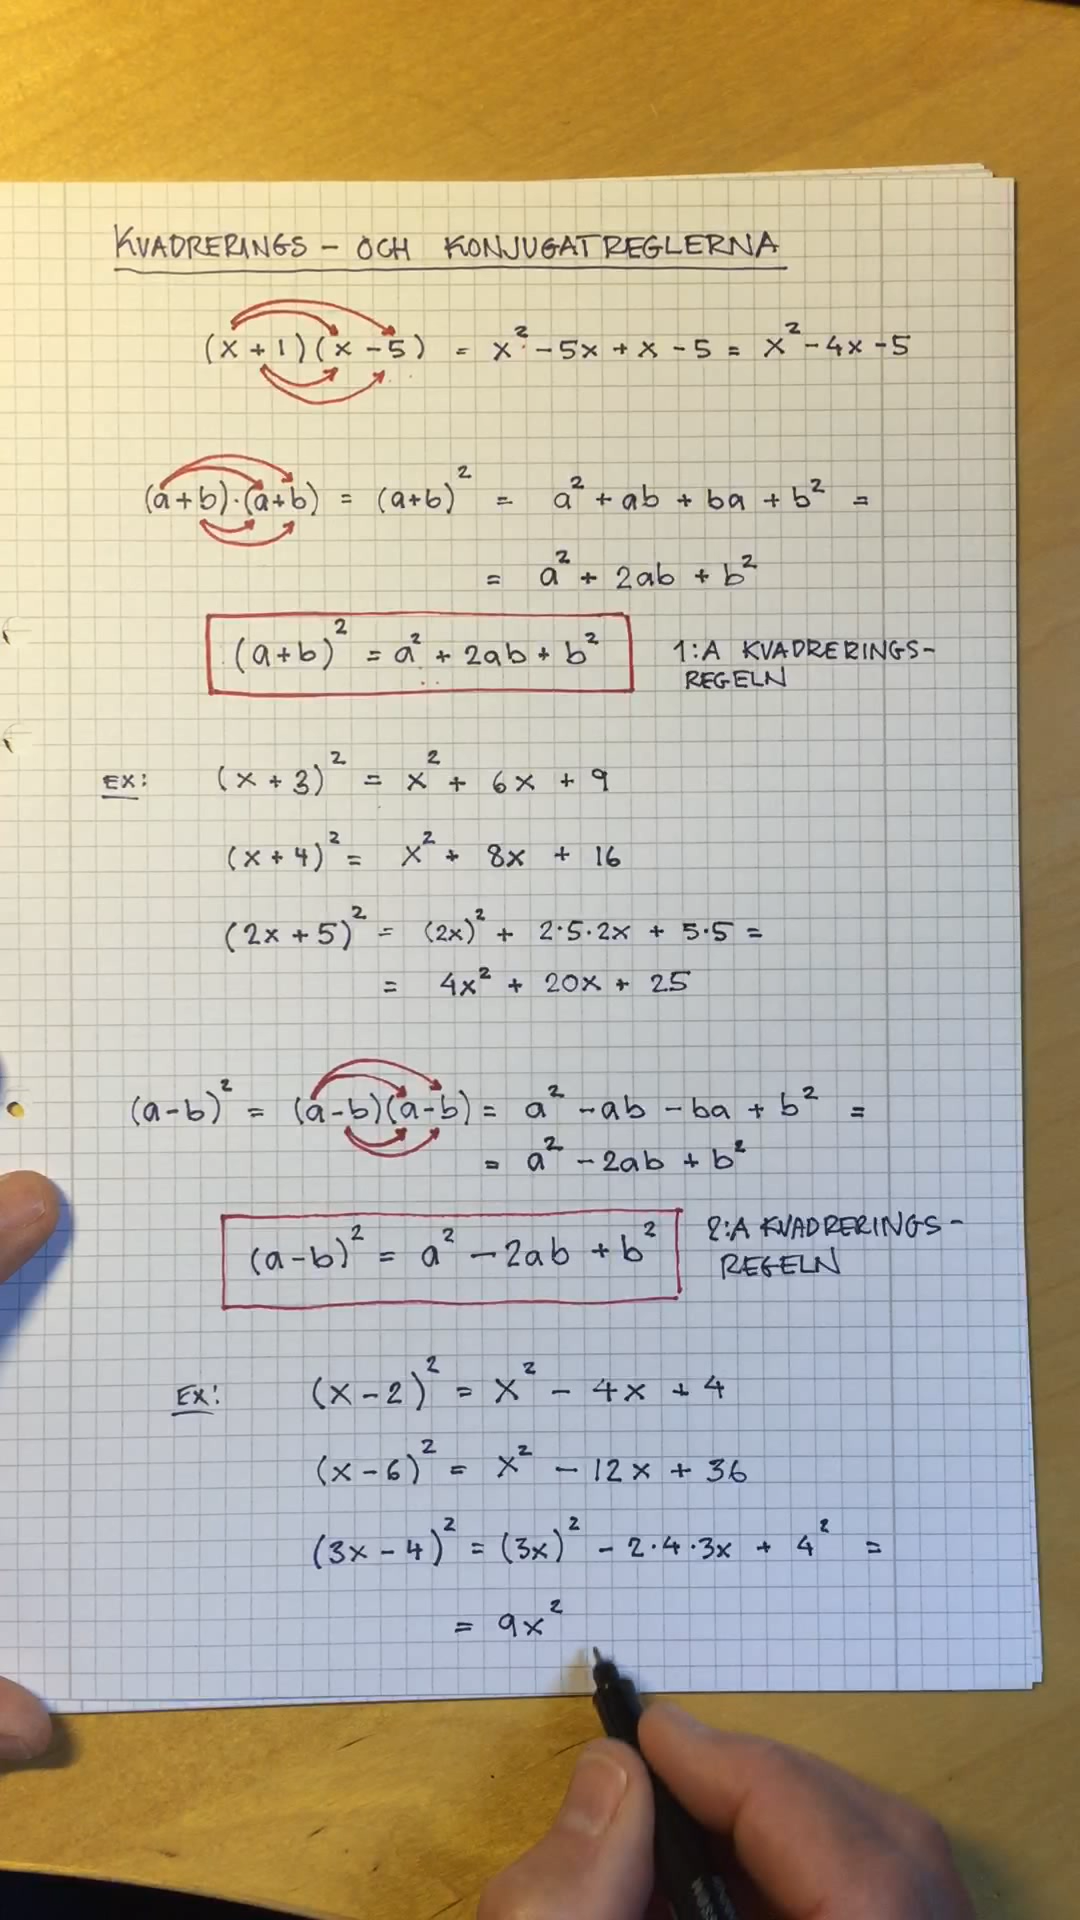 KVADRERINGS - OCH KONJUGATREGLERNA
(x + 1)(x - 5) = x² - 5x + x - 5 = x² - 4x - 5
(a + b)·(a + b) = (a+b)² = a² + ab + ba + b² =
= a² + 2ab + b²
(a+b)² = a² + 2ab + b²
1:A KVADRERINGS-
REGELN
EX: (x + 3)² = x² + 6x + 9
(x + 4)² = x² + 8x + 16
(2x + 5)² = (2x)² + 2·5·2x + 5·5 =
= 4x² + 20x + 25
(a-b)² = (a-b)(a-b) = a² - ab - ba + b² =
= a² - 2ab + b²
(a-b)² = a² - 2ab + b²
2:A KVADRERINGS-
REGELN
EX: (x - 2)² = x² - 4x + 4
(x - 6)² = x² - 12x + 36
(3x - 4)² = (3x)² - 2·4·3x + 4² =
= 9x²